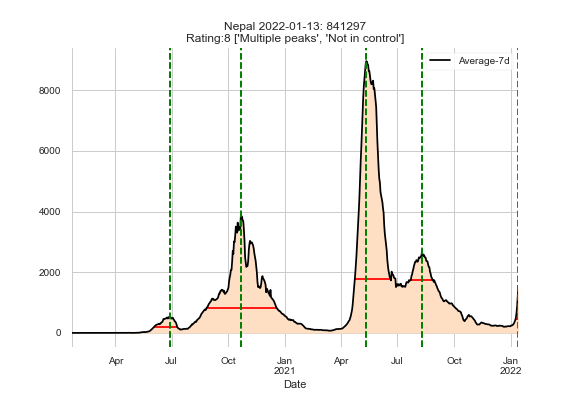 Nepal 2022-01-13: 841297
Rating:8 ['Multiple peaks', 'Not in control']
Average-7d
8000
6000
4000
2000
0
Apr
Jul
Oct
Jan
2021
Apr
Jul
Oct
Jan
2022
Date